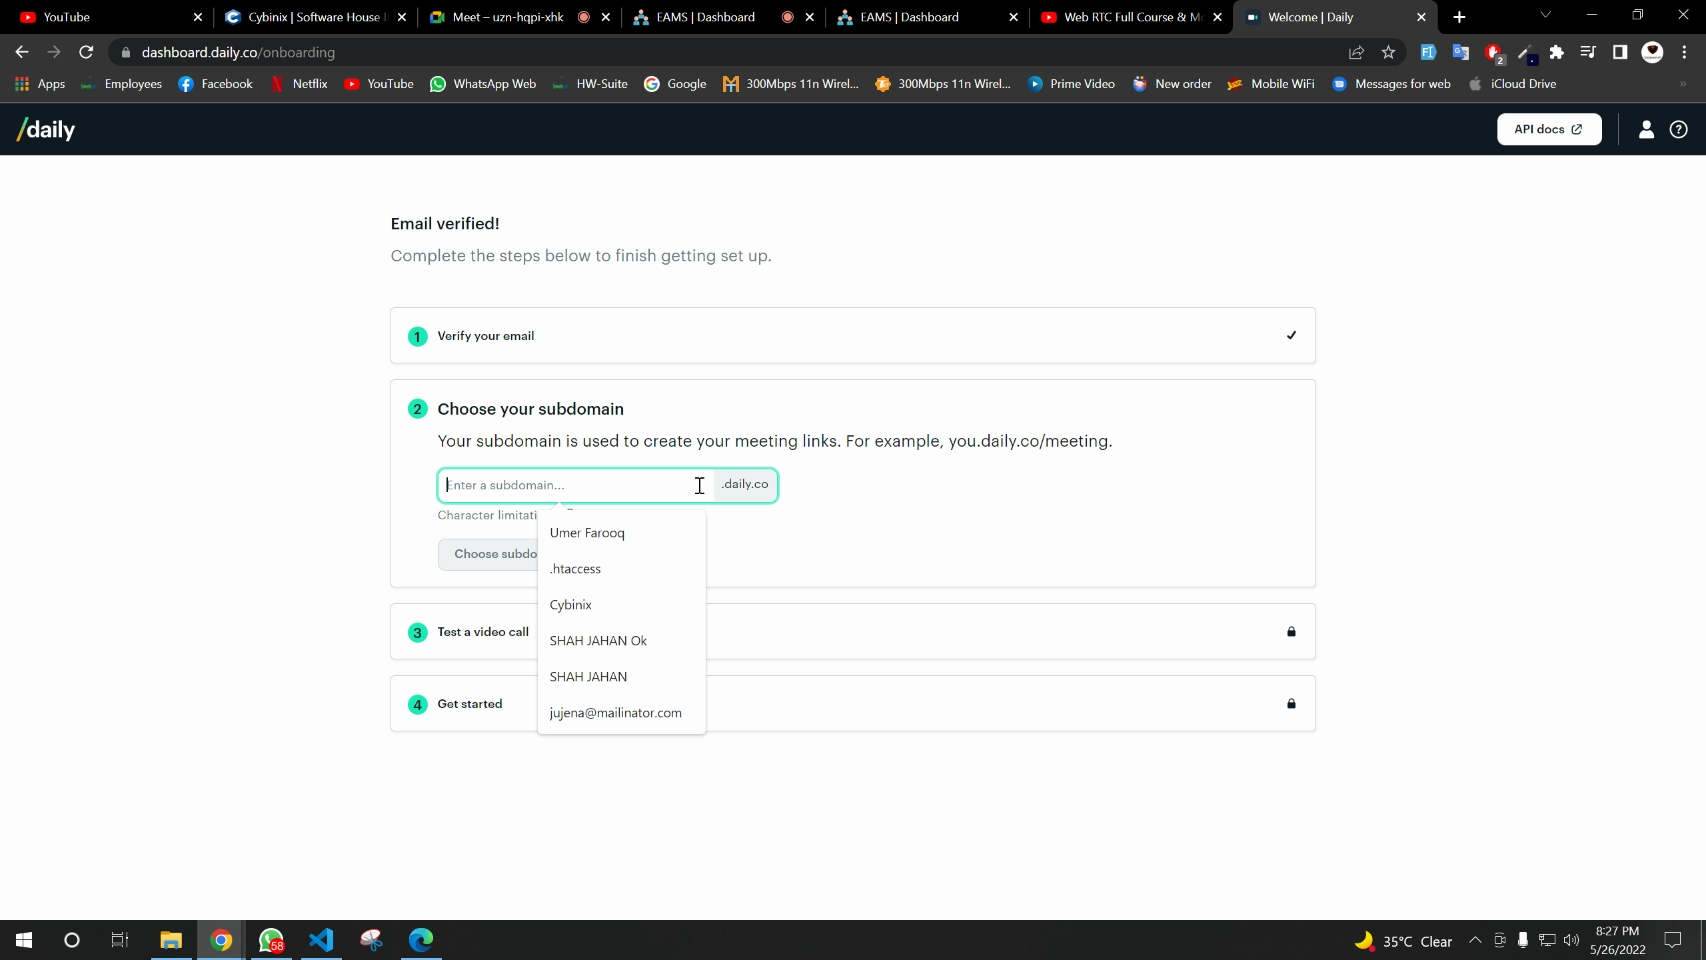 YouTube
Cybinix | Software House
Meet – uzn-hqpi-xhk
EAMS | Dashboard
EAMS | Dashboard
Web RTC Full Course &
Welcome | Daily
dashboard.daily.co/onboarding
2
Apps
Employees
Facebook
Netflix
YouTube
WhatsApp Web
HW-Suite
Google
300Mbps 11n Wirel...
300Mbps 11n Wirel...
Prime Video
New order
Mobile WiFi
Messages for web
iCloud Drive
/daily
API docs
Email verified!
Complete the steps below to finish getting set up.
1 Verify your email
2 Choose your subdomain
Your subdomain is used to create your meeting links. For example, you.daily.co/meeting.
Enter a subdomain... .daily.co
Character limitati
Choose subdo
Umer Farooq
.htaccess
Cybinix
SHAH JAHAN Ok
SHAH JAHAN
jujena@mailinator.com
3 Test a video call
4 Get started
58
35°C Clear
8:27 PM
5/26/2022